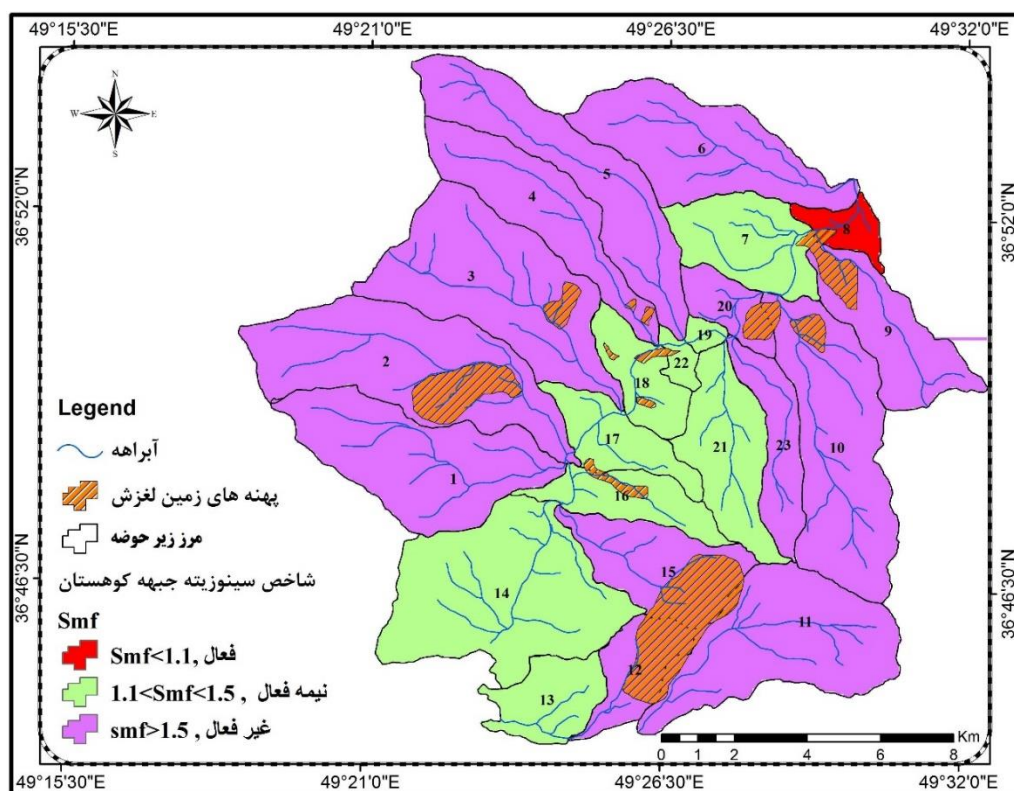 49°15'30"E 49°21'0"E 49°26'30"E 49°32'0"E
N
W E
S
36°52'0"N 36°52'0"N
6
5
4
8
7
3
20
9
19
2
22
18
17
21
23
10
1
16
36°46'30"N 36°46'30"N
15
14
11
12
13
Legend
آبراهه
پهنه های زمین لغزش
مرز زیر حوضه
شاخص سینوزیته جبهه کوهستان
Smf
Smf<1.1 , فعال
1.1<Smf<1.5 , نیمه فعال
smf>1.5 , غیر فعال
Km
0 1 2 4 6 8
49°15'30"E 49°21'0"E 49°26'30"E 49°32'0"E